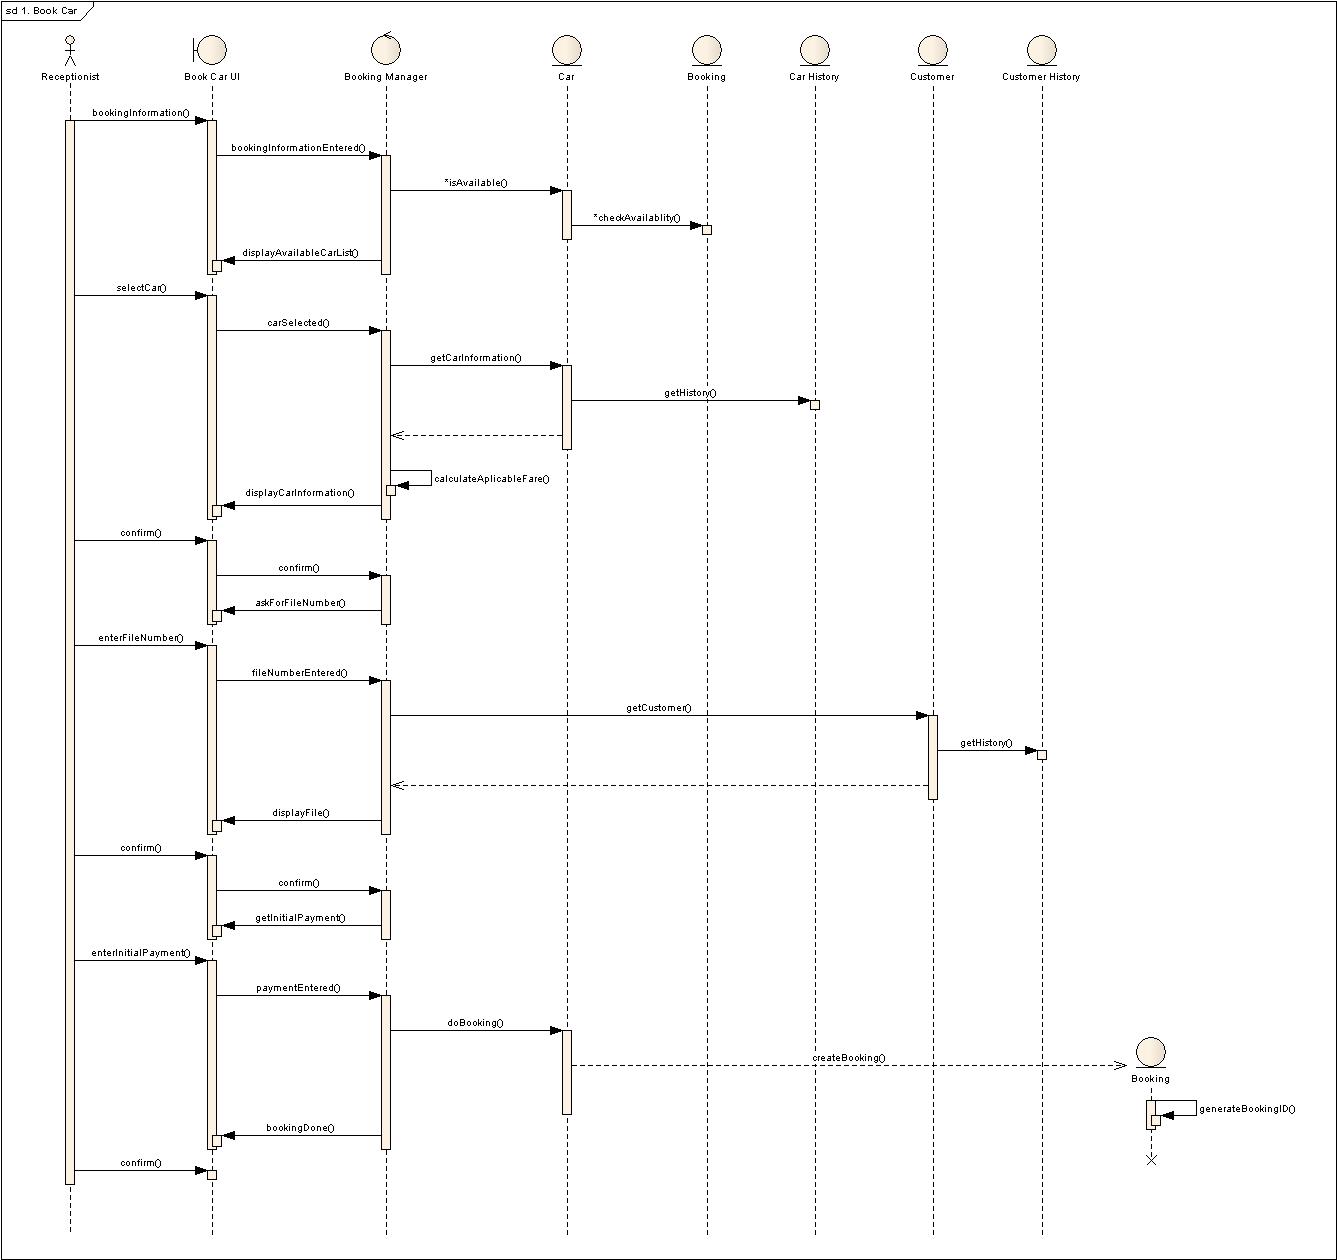 sd 1. Book Car
Receptionist
Book Car UI
Booking Manager
Car
Booking
Car History
Customer
Customer History
bookingInformation()
bookingInformationEntered()
*isAvailable()
*checkAvailablity()
displayAvailableCarList()
selectCar()
carSelected()
getCarInformation()
getHistory()
calculateAplicableFare()
displayCarInformation()
confirm()
confirm()
askForFileNumber()
enterFileNumber()
fileNumberEntered()
getCustomer()
getHistory()
displayFile()
confirm()
confirm()
getInitialPayment()
enterInitialPayment()
paymentEntered()
doBooking()
createBooking()
Booking
generateBookingID()
bookingDone()
confirm()